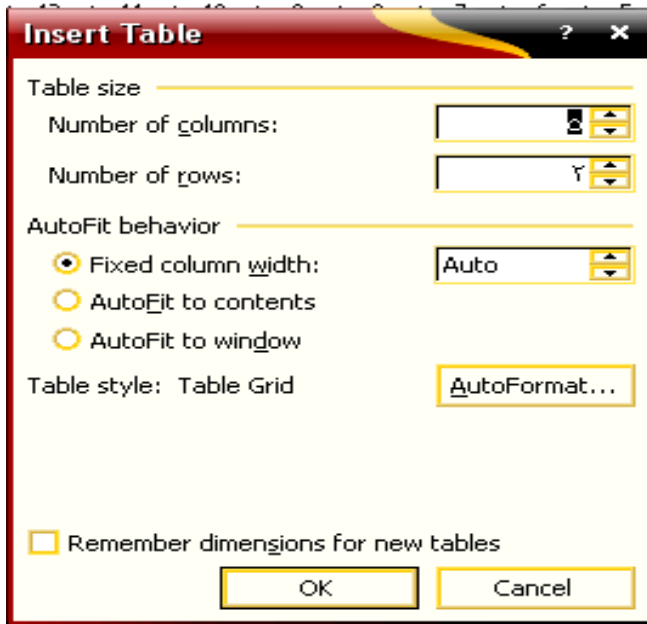 Insert Table
Table size
Number of columns: ٥
Number of rows: ٢
AutoFit behavior
Fixed column width: Auto
AutoFit to contents
AutoFit to window
Table style: Table Grid AutoFormat...
Remember dimensions for new tables
OK Cancel